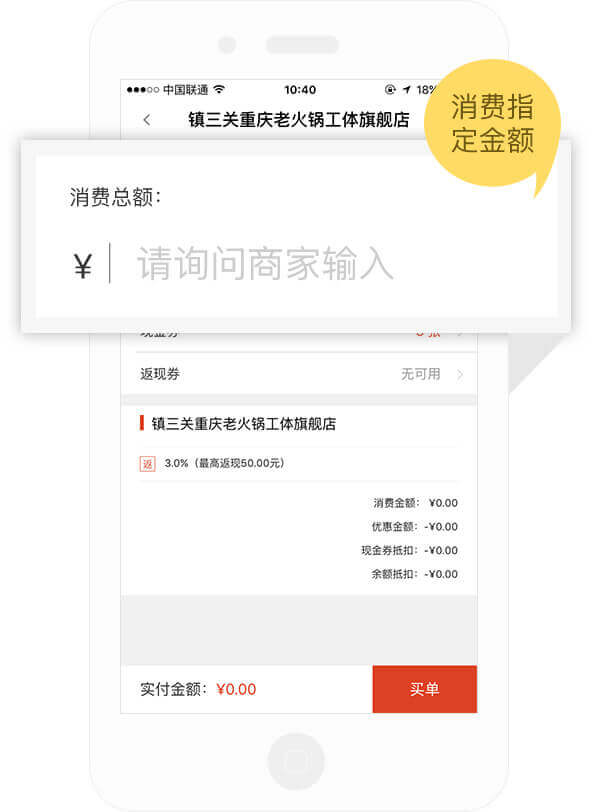 中国联通 10:40 18%
镇三关重庆老火锅工体旗舰店
消费指
定金额
消费总额：
¥ 请询问商家输入
现金券 张
返现券 无可用
镇三关重庆老火锅工体旗舰店
返 3.0%（最高返现50.00元）
消费金额： ¥0.00
优惠金额：-¥0.00
现金券抵扣：-¥0.00
余额抵扣：-¥0.00
实付金额：¥0.00 买单